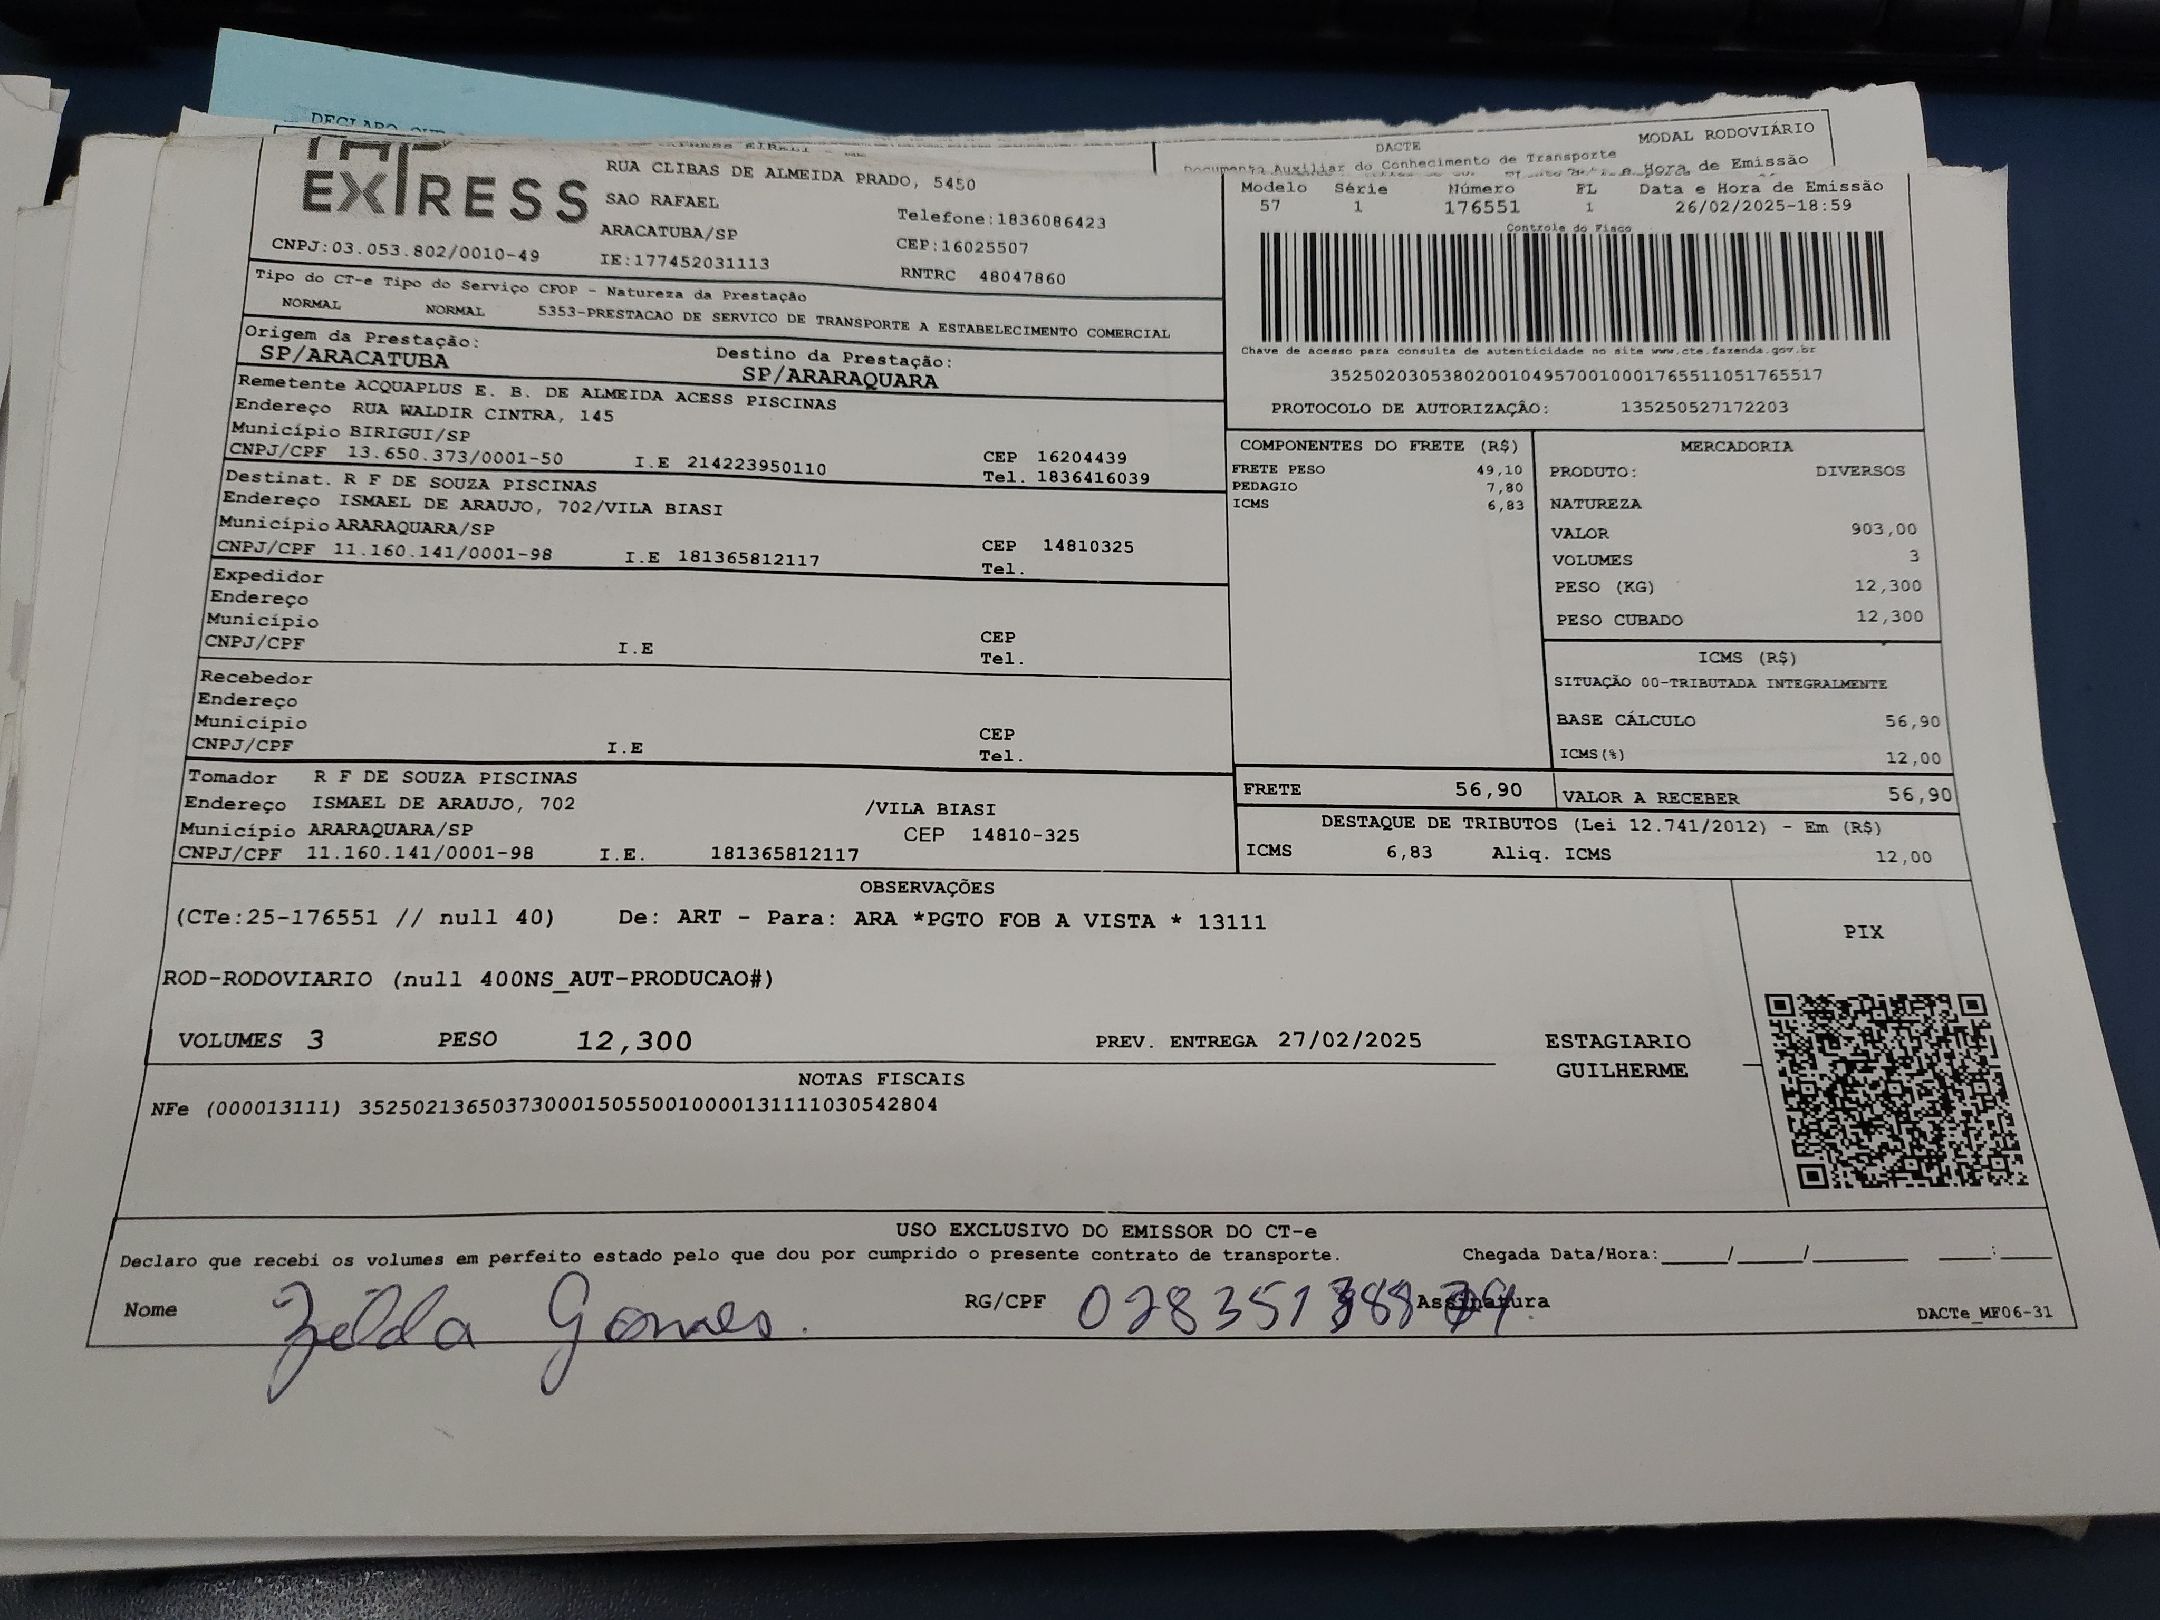 DECLARO QUE
EXPRESS EIRELI
DACTE
MODAL RODOVIÁRIO
Documento Auxiliar do Conhecimento de Transporte
Hora de Emissão
EXPRESS
RUA CLIBAS DE ALMEIDA PRADO, 5450
SAO RAFAEL
ARACATUBA/SP
Telefone:1836086423
CEP:16025507
CNPJ:03.053.802/0010-49
IE:177452031113
RNTRC 48047860
Modelo Série Número FL Data e Hora de Emissão
57 1 176551 1 26/02/2025-18:59
Controle do Fisco
Tipo do CT-e Tipo do Serviço CFOP - Natureza da Prestação
NORMAL NORMAL 5353-PRESTACAO DE SERVICO DE TRANSPORTE A ESTABELECIMENTO COMERCIAL
Origem da Prestação: Destino da Prestação:
SP/ARACATUBA SP/ARARAQUARA
Chave de acesso para consulta de autenticidade no site www.cte.fazenda.gov.br
35250203053802001049570010001765511051765517
PROTOCOLO DE AUTORIZAÇÃO: 135250527172203
Remetente ACQUAPLUS E. B. DE ALMEIDA ACESS PISCINAS
Endereço RUA WALDIR CINTRA, 145
Município BIRIGUI/SP CEP 16204439
CNPJ/CPF 13.650.373/0001-50 I.E 214223950110 Tel. 1836416039
Destinat. R F DE SOUZA PISCINAS
Endereço ISMAEL DE ARAUJO, 702/VILA BIASI
Município ARARAQUARA/SP CEP 14810325
CNPJ/CPF 11.160.141/0001-98 I.E 181365812117 Tel.
Expedidor
Endereço
Município CEP
CNPJ/CPF I.E Tel.
Recebedor
Endereço
Município CEP
CNPJ/CPF I.E Tel.
Tomador R F DE SOUZA PISCINAS
Endereço ISMAEL DE ARAUJO, 702 /VILA BIASI
Município ARARAQUARA/SP CEP 14810-325
CNPJ/CPF 11.160.141/0001-98 I.E. 181365812117
COMPONENTES DO FRETE (R$)
FRETE PESO 49,10
PEDAGIO 7,80
ICMS 6,83
MERCADORIA
PRODUTO: DIVERSOS
NATUREZA
VALOR 903,00
VOLUMES 3
PESO (KG) 12,300
PESO CUBADO 12,300
ICMS (R$)
SITUAÇÃO 00-TRIBUTADA INTEGRALMENTE
BASE CÁLCULO 56,90
ICMS(%) 12,00
FRETE 56,90 VALOR A RECEBER 56,90
DESTAQUE DE TRIBUTOS (Lei 12.741/2012) - Em (R$)
ICMS 6,83 Aliq. ICMS 12,00
OBSERVAÇÕES
(CTe:25-176551 // null 40) De: ART - Para: ARA *PGTO FOB A VISTA * 13111
PIX
ROD-RODOVIARIO (null 400NS_AUT-PRODUCAO#)
VOLUMES 3 PESO 12,300 PREV. ENTREGA 27/02/2025 ESTAGIARIO
GUILHERME
NOTAS FISCAIS
NFe (000013111) 35250213650373000150550010000131111030542804
USO EXCLUSIVO DO EMISSOR DO CT-e
Declaro que recebi os volumes em perfeito estado pelo que dou por cumprido o presente contrato de transporte. Chegada Data/Hora:____/____/______ ____:____
Nome Zilda Gomes. RG/CPF Assinatura
DACTe_MF06-31